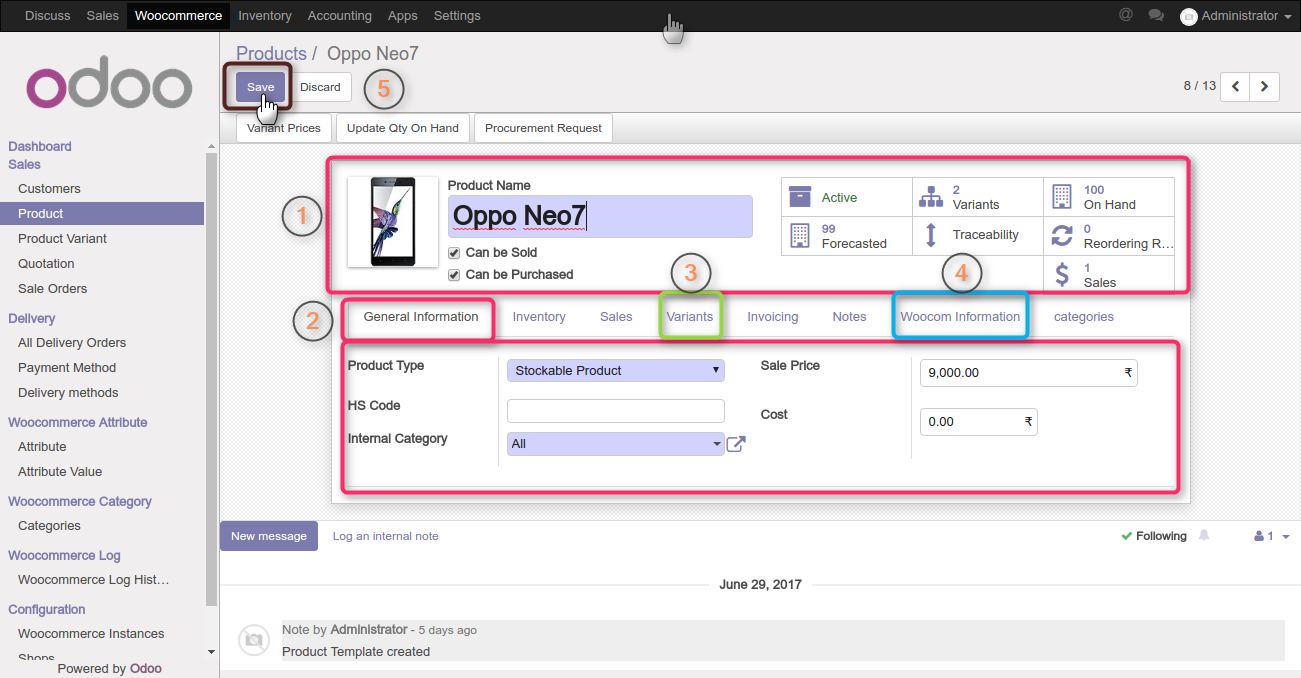 Discuss Sales Woocommerce Inventory Accounting Apps Settings @ Administrator
odoo
Dashboard
Sales
Customers
Product
Product Variant
Quotation
Sale Orders
Delivery
All Delivery Orders
Payment Method
Delivery methods
Woocommerce Attribute
Attribute
Attribute Value
Woocommerce Category
Categories
Woocommerce Log
Woocommerce Log Hist…
Configuration
Woocommerce Instances
Shops
Powered by Odoo
Products / Oppo Neo7
Save Discard 5
8 / 13
Variant Prices Update Qty On Hand Procurement Request
1
Product Name
Oppo Neo7
Can be Sold
Can be Purchased
Active
2
Variants
100
On Hand
99
Forecasted
Traceability
0
Reordering R…
$ 1
Sales
2 3 4
General Information Inventory Sales Variants Invoicing Notes Woocom Information categories
Product Type Stockable Product
HS Code
Internal Category All
Sale Price 9,000.00 ₹
Cost 0.00 ₹
New message Log an internal note Following 1
June 29, 2017
Note by Administrator - 5 days ago
Product Template created